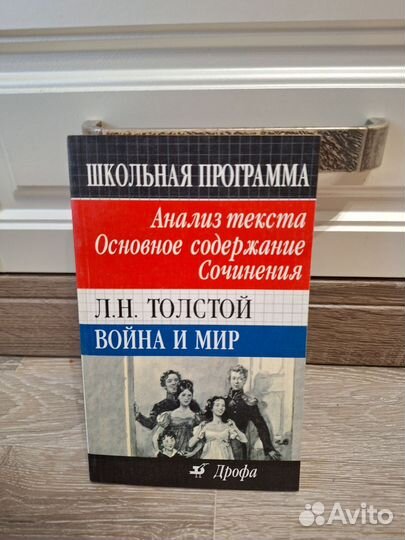 ШКОЛЬНАЯ ПРОГРАММА
Анализ текста
Основное содержание
Сочинения
Л.Н. ТОЛСТОЙ
ВОЙНА И МИР
Дрофа
Avito